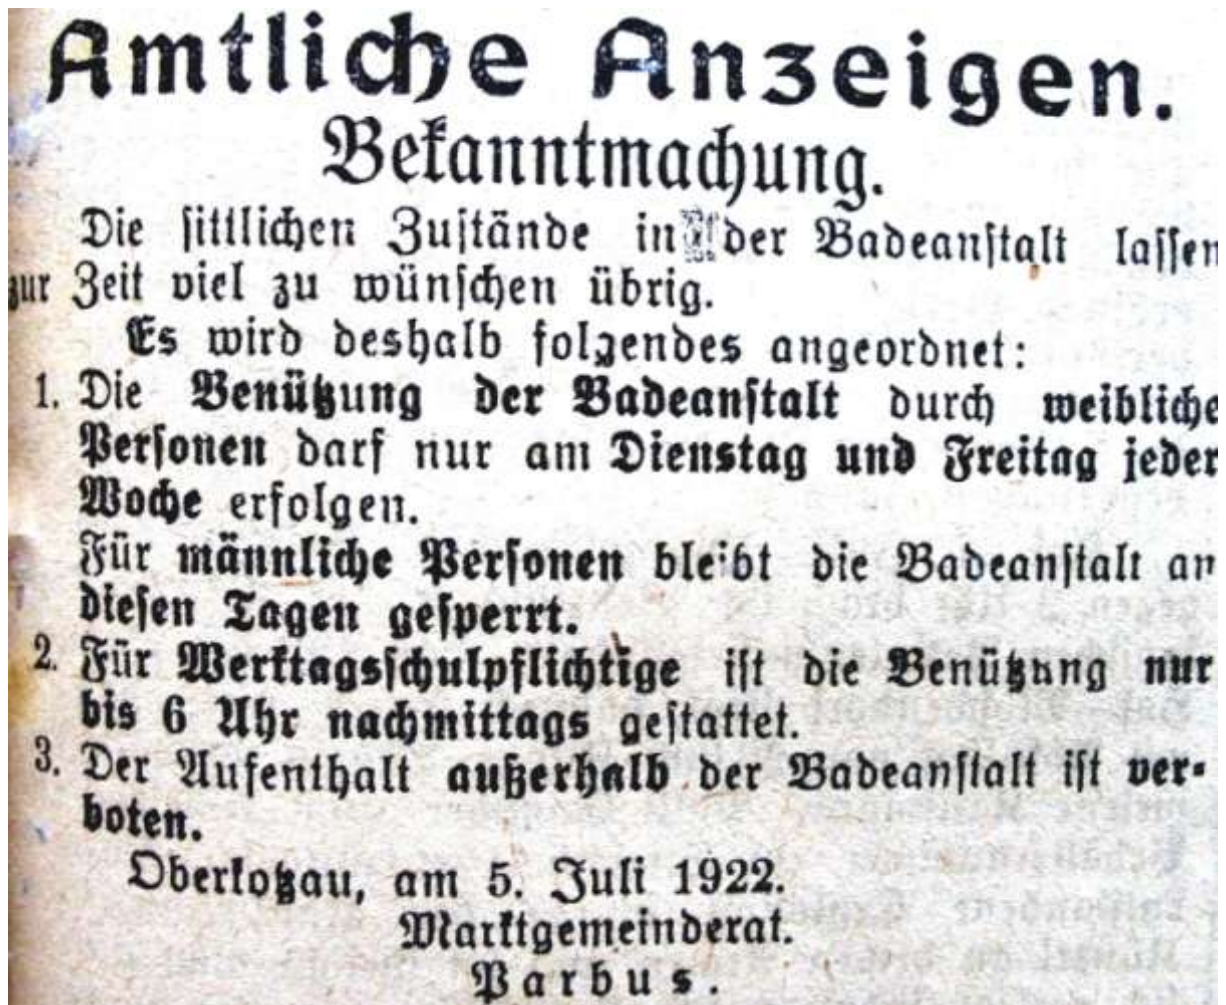 Amtliche Anzeigen.
Bekanntmachung.
Die sittlichen Zustände in der Badeanstalt lassen
zur Zeit viel zu wünschen übrig.
Es wird deshalb folgendes angeordnet:
1. Die Benützung der Badeanstalt durch weibliche
Personen darf nur am Dienstag und Freitag jeder
Woche erfolgen.
Für männliche Personen bleibt die Badeanstalt an
diesen Tagen gesperrt.
2. Für Werktagsschulpflichtige ist die Benützung nur
bis 6 Uhr nachmittags gestattet.
3. Der Aufenthalt außerhalb der Badeanstalt ist ver-
boten.
Oberkotzau, am 5. Juli 1922.
Marktgemeinderat.
Parbus.